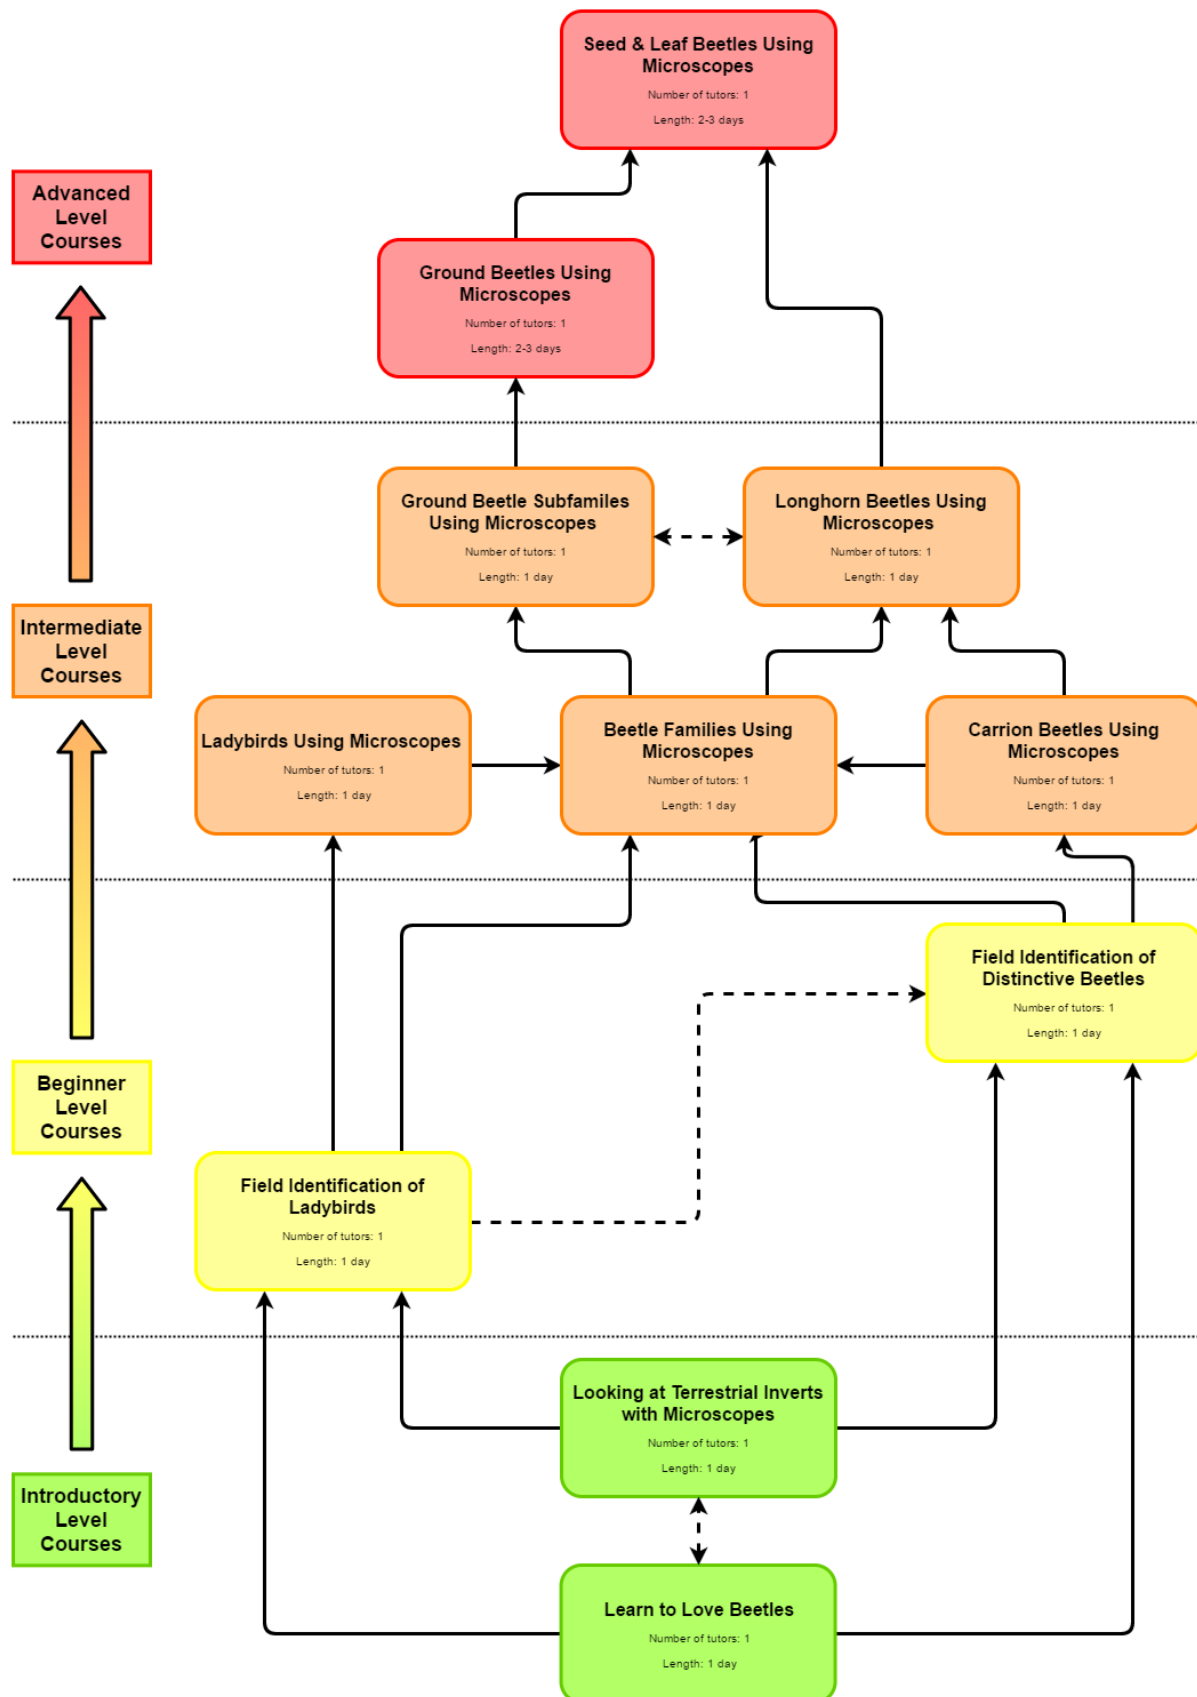 Seed & Leaf Beetles Using
Microscopes
Number of tutors: 1
Length: 2-3 days
Advanced
Level
Courses
Ground Beetles Using
Microscopes
Number of tutors: 1
Length: 2-3 days
Ground Beetle Subfamiles
Using Microscopes
Number of tutors: 1
Length: 1 day
Longhorn Beetles Using
Microscopes
Number of tutors: 1
Length: 1 day
Intermediate
Level
Courses
Ladybirds Using Microscopes
Number of tutors: 1
Length: 1 day
Beetle Families Using
Microscopes
Number of tutors: 1
Length: 1 day
Carrion Beetles Using
Microscopes
Number of tutors: 1
Length: 1 day
Field Identification of
Distinctive Beetles
Number of tutors: 1
Length: 1 day
Beginner
Level
Courses
Field Identification of
Ladybirds
Number of tutors: 1
Length: 1 day
Looking at Terrestrial Inverts
with Microscopes
Number of tutors: 1
Length: 1 day
Introductory
Level
Courses
Learn to Love Beetles
Number of tutors: 1
Length: 1 day